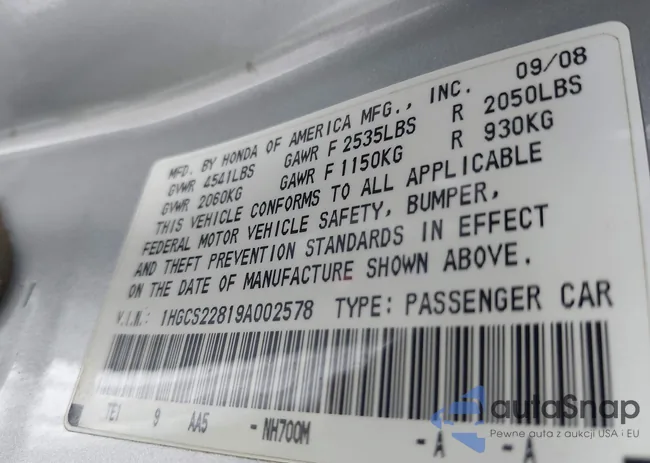 MFD. BY HONDA OF AMERICA MFG., INC. 09/08
GVWR 4541LBS GAWR F 2535LBS R 2050LBS
GVWR 2060KG GAWR F 1150KG R 930KG
THIS VEHICLE CONFORMS TO ALL APPLICABLE
FEDERAL MOTOR VEHICLE SAFETY, BUMPER,
AND THEFT PREVENTION STANDARDS IN EFFECT
ON THE DATE OF MANUFACTURE SHOWN ABOVE.
V.I.N.: 1HGCS22819A002578 TYPE: PASSENGER CAR
TE1 9 AA5 - NH700M -A -A
autoSnap
Pewne auta z aukcji USA i EU